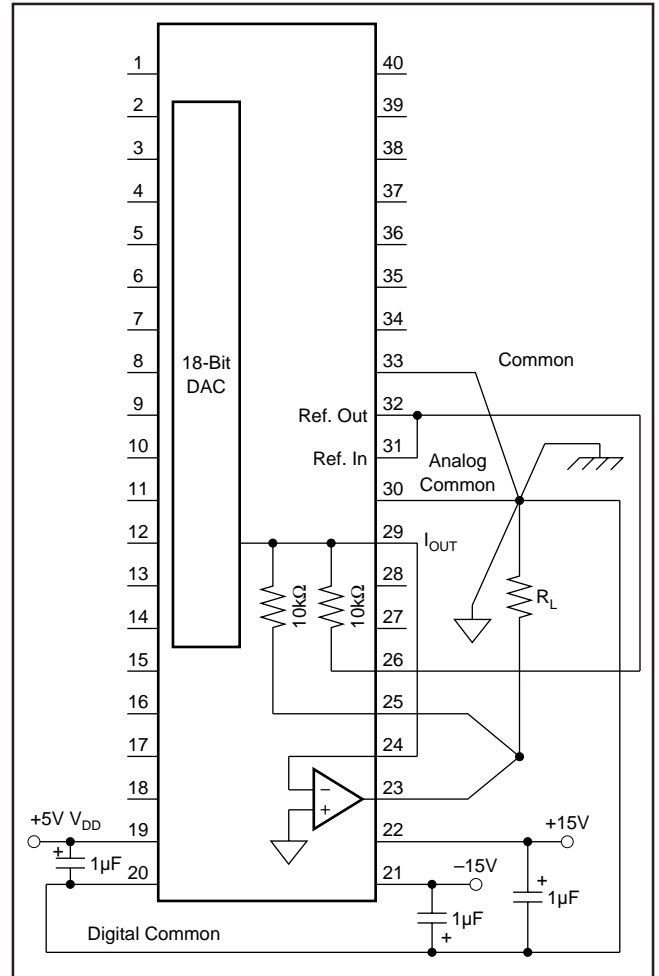 1
2
3
4
5
6
7
8
9
10
11
12
13
14
15
16
17
18
19
20
18-Bit
DAC
40
39
38
37
36
35
34
33
32
31
30
29
28
27
26
25
24
23
22
21
Common
Ref. Out
Ref. In
Analog
Common
I_OUT
10kΩ
10kΩ
R_L
−
+
+5V V_DD
+
1µF
+15V
+
1µF
−15V
1µF
+
Digital Common